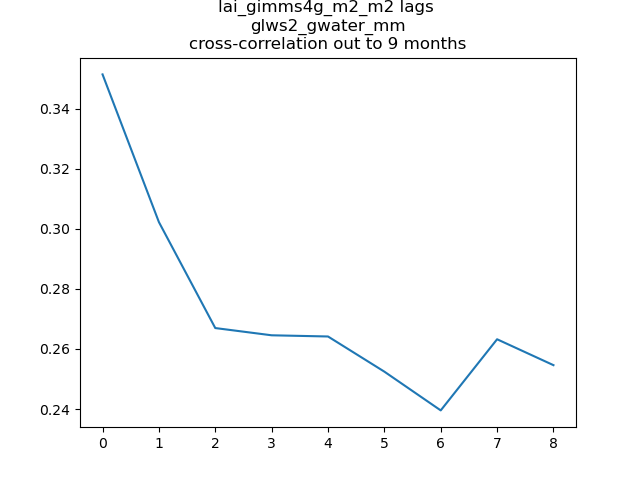 lai_gimms4g_m2_m2 lags
glws2_gwater_mm
cross-correlation out to 9 months
0.34
0.32
0.30
0.28
0.26
0.24
0 1 2 3 4 5 6 7 8